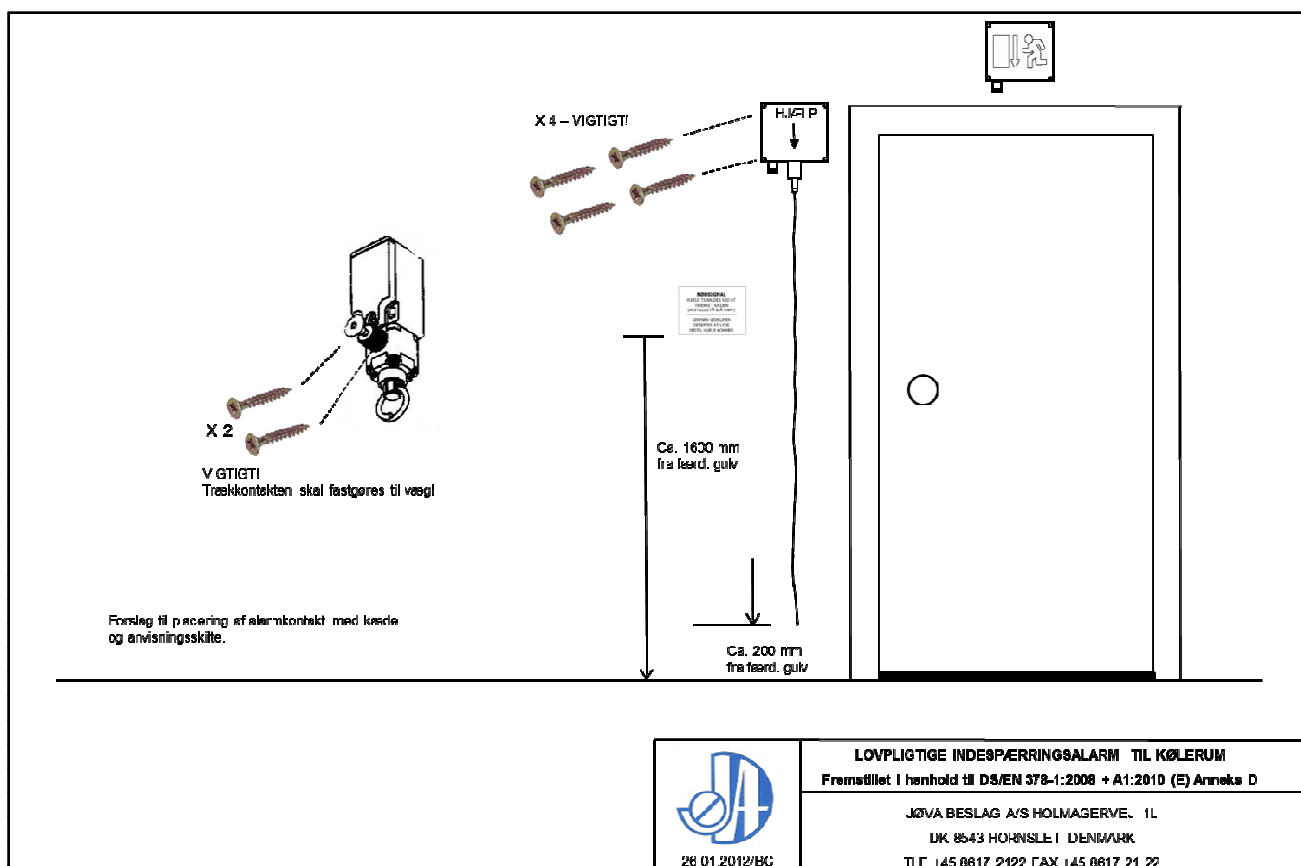 X 4 – VIGTIGT!
HJÆLP
NØDSIGNAL
X 2
VIGTIGT!
Trækkontakten skal fastgøres til væg!
Ca. 1600 mm
fra færd. gulv
Forslag til placering af alarmkontakt med kæde
og anvisningsskilte.
Ca. 200 mm
fra færd. gulv
LOVPLIGTIGE INDESPÆRRINGSALARM TIL KØLERUM
Fremstillet i henhold til DS/EN 378-1:2008 + A1:2010 (E) Anneks D
JA
JØVA BESLAG A/S HOLMAGERVEJ
DK 8543 HORNSLET DENMARK
26.01.2012/BC
TLF. +45 8617 2122 FAX +45 8617 21 22